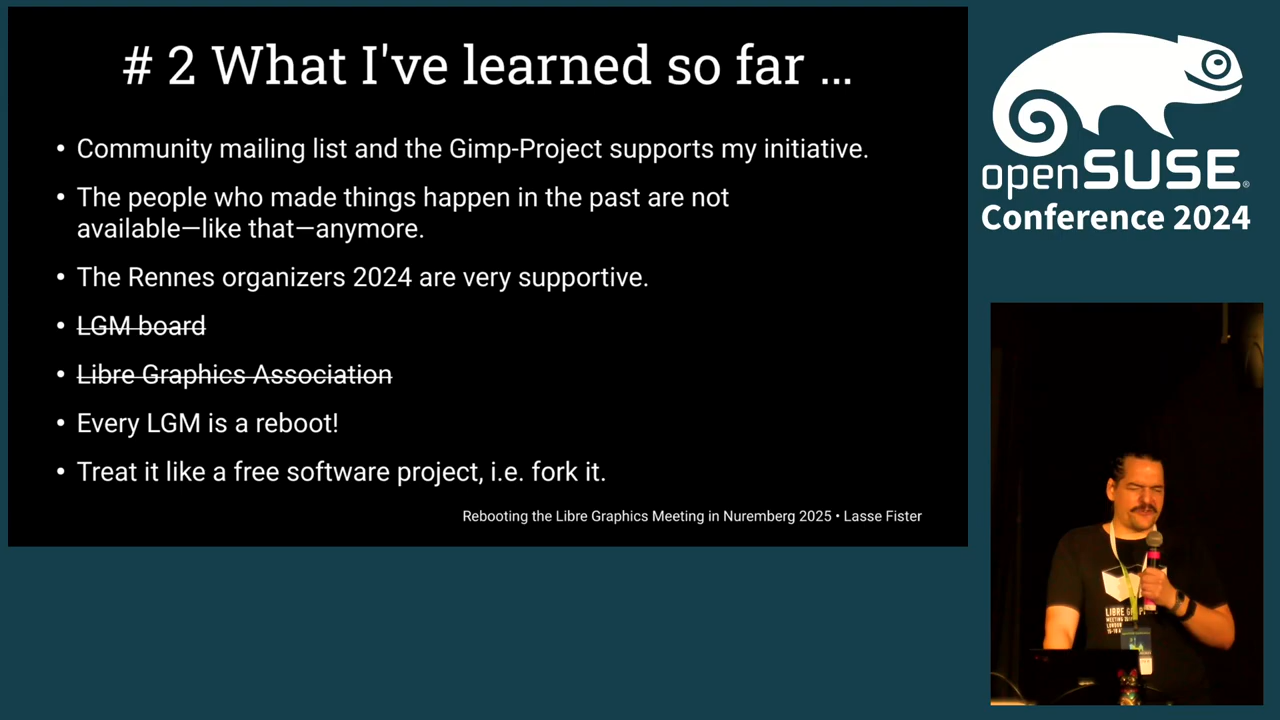 # 2 What I've learned so far ...
• Community mailing list and the Gimp-Project supports my initiative.
• The people who made things happen in the past are not
available—like that—anymore.
• The Rennes organizers 2024 are very supportive.
• LGM board
• Libre Graphics Association
• Every LGM is a reboot!
• Treat it like a free software project, i.e. fork it.
Rebooting the Libre Graphics Meeting in Nuremberg 2025 • Lasse Fister
openSUSE®
Conference 2024
LIBRE
MEETING
LONDON